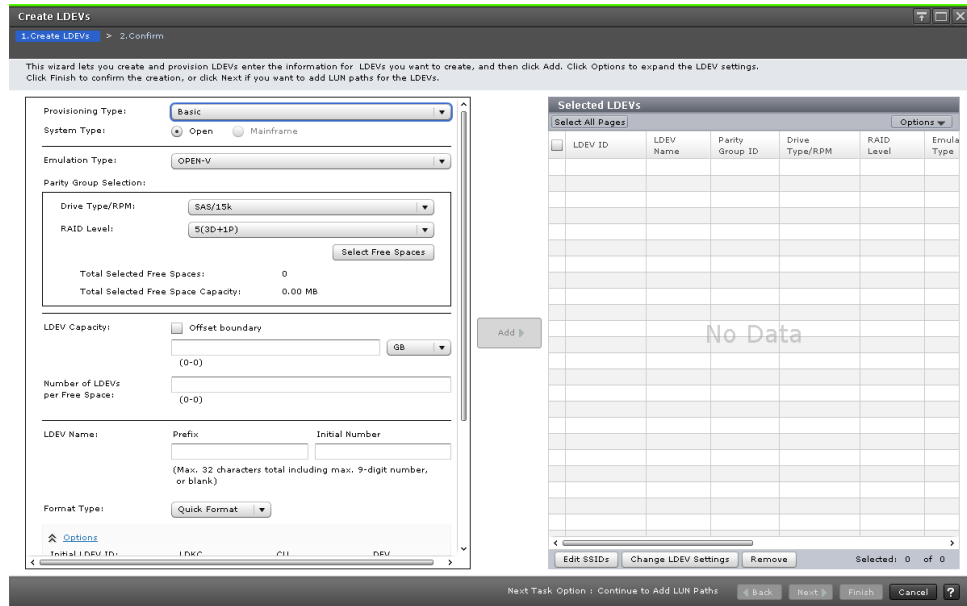 Create LDEVs
1.Create LDEVs > 2.Confirm
This wizard lets you create and provision LDEVs enter the information for LDEVs you want to create, and then click Add. Click Options to expand the LDEV settings.
Click Finish to confirm the creation, or click Next if you want to add LUN paths for the LDEVs.
Provisioning Type: Basic
System Type: Open Mainframe
Emulation Type: OPEN-V
Parity Group Selection:
Drive Type/RPM: SAS/15k
RAID Level: 5(3D+1P)
Select Free Spaces
Total Selected Free Spaces: 0
Total Selected Free Space Capacity: 0.00 MB
LDEV Capacity: Offset boundary
GB
(0-0)
Number of LDEVs
per Free Space:
(0-0)
LDEV Name: Prefix Initial Number
(Max. 32 characters total including max. 9-digit number,
or blank)
Format Type: Quick Format
Options
Initial LDEV ID: LDKC CU DEV
Add
Selected LDEVs
Select All Pages Options
LDEV ID
LDEV
Name
Parity
Group ID
Drive
Type/RPM
RAID
Level
Emula
Type
No Data
Edit SSIDs Change LDEV Settings Remove Selected: 0 of 0
Next Task Option : Continue to Add LUN Paths Back Next Finish Cancel ?